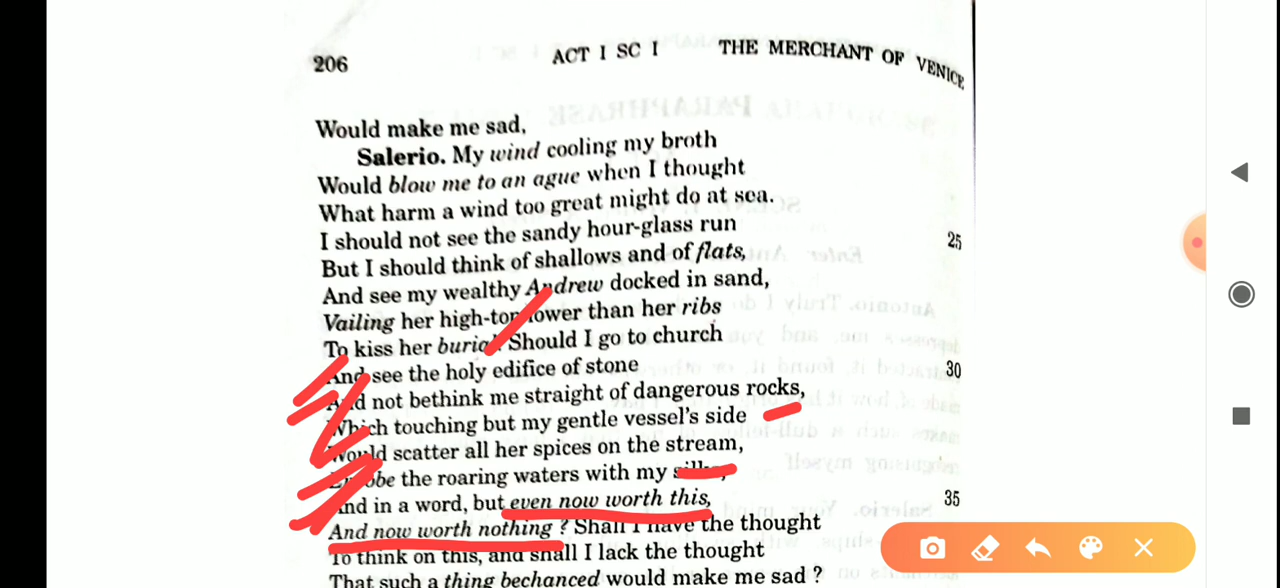 206 ACT I SC I THE MERCHANT OF VENICE
Would make me sad,
Salerio. My wind cooling my broth
Would blow me to an ague when I thought
What harm a wind too great might do at sea.
I should not see the sandy hour-glass run 25
But I should think of shallows and of flats,
And see my wealthy Andrew docked in sand,
Vailing her high-top lower than her ribs
To kiss her burial. Should I go to church
And see the holy edifice of stone 30
And not bethink me straight of dangerous rocks,
Which touching but my gentle vessel's side
Would scatter all her spices on the stream,
the roaring waters with my silks,
And in a word, but even now worth this, 35
And now worth nothing ? Shall I have the thought
To think on this, and shall I lack the thought
That such a thing bechanced would make me sad ?